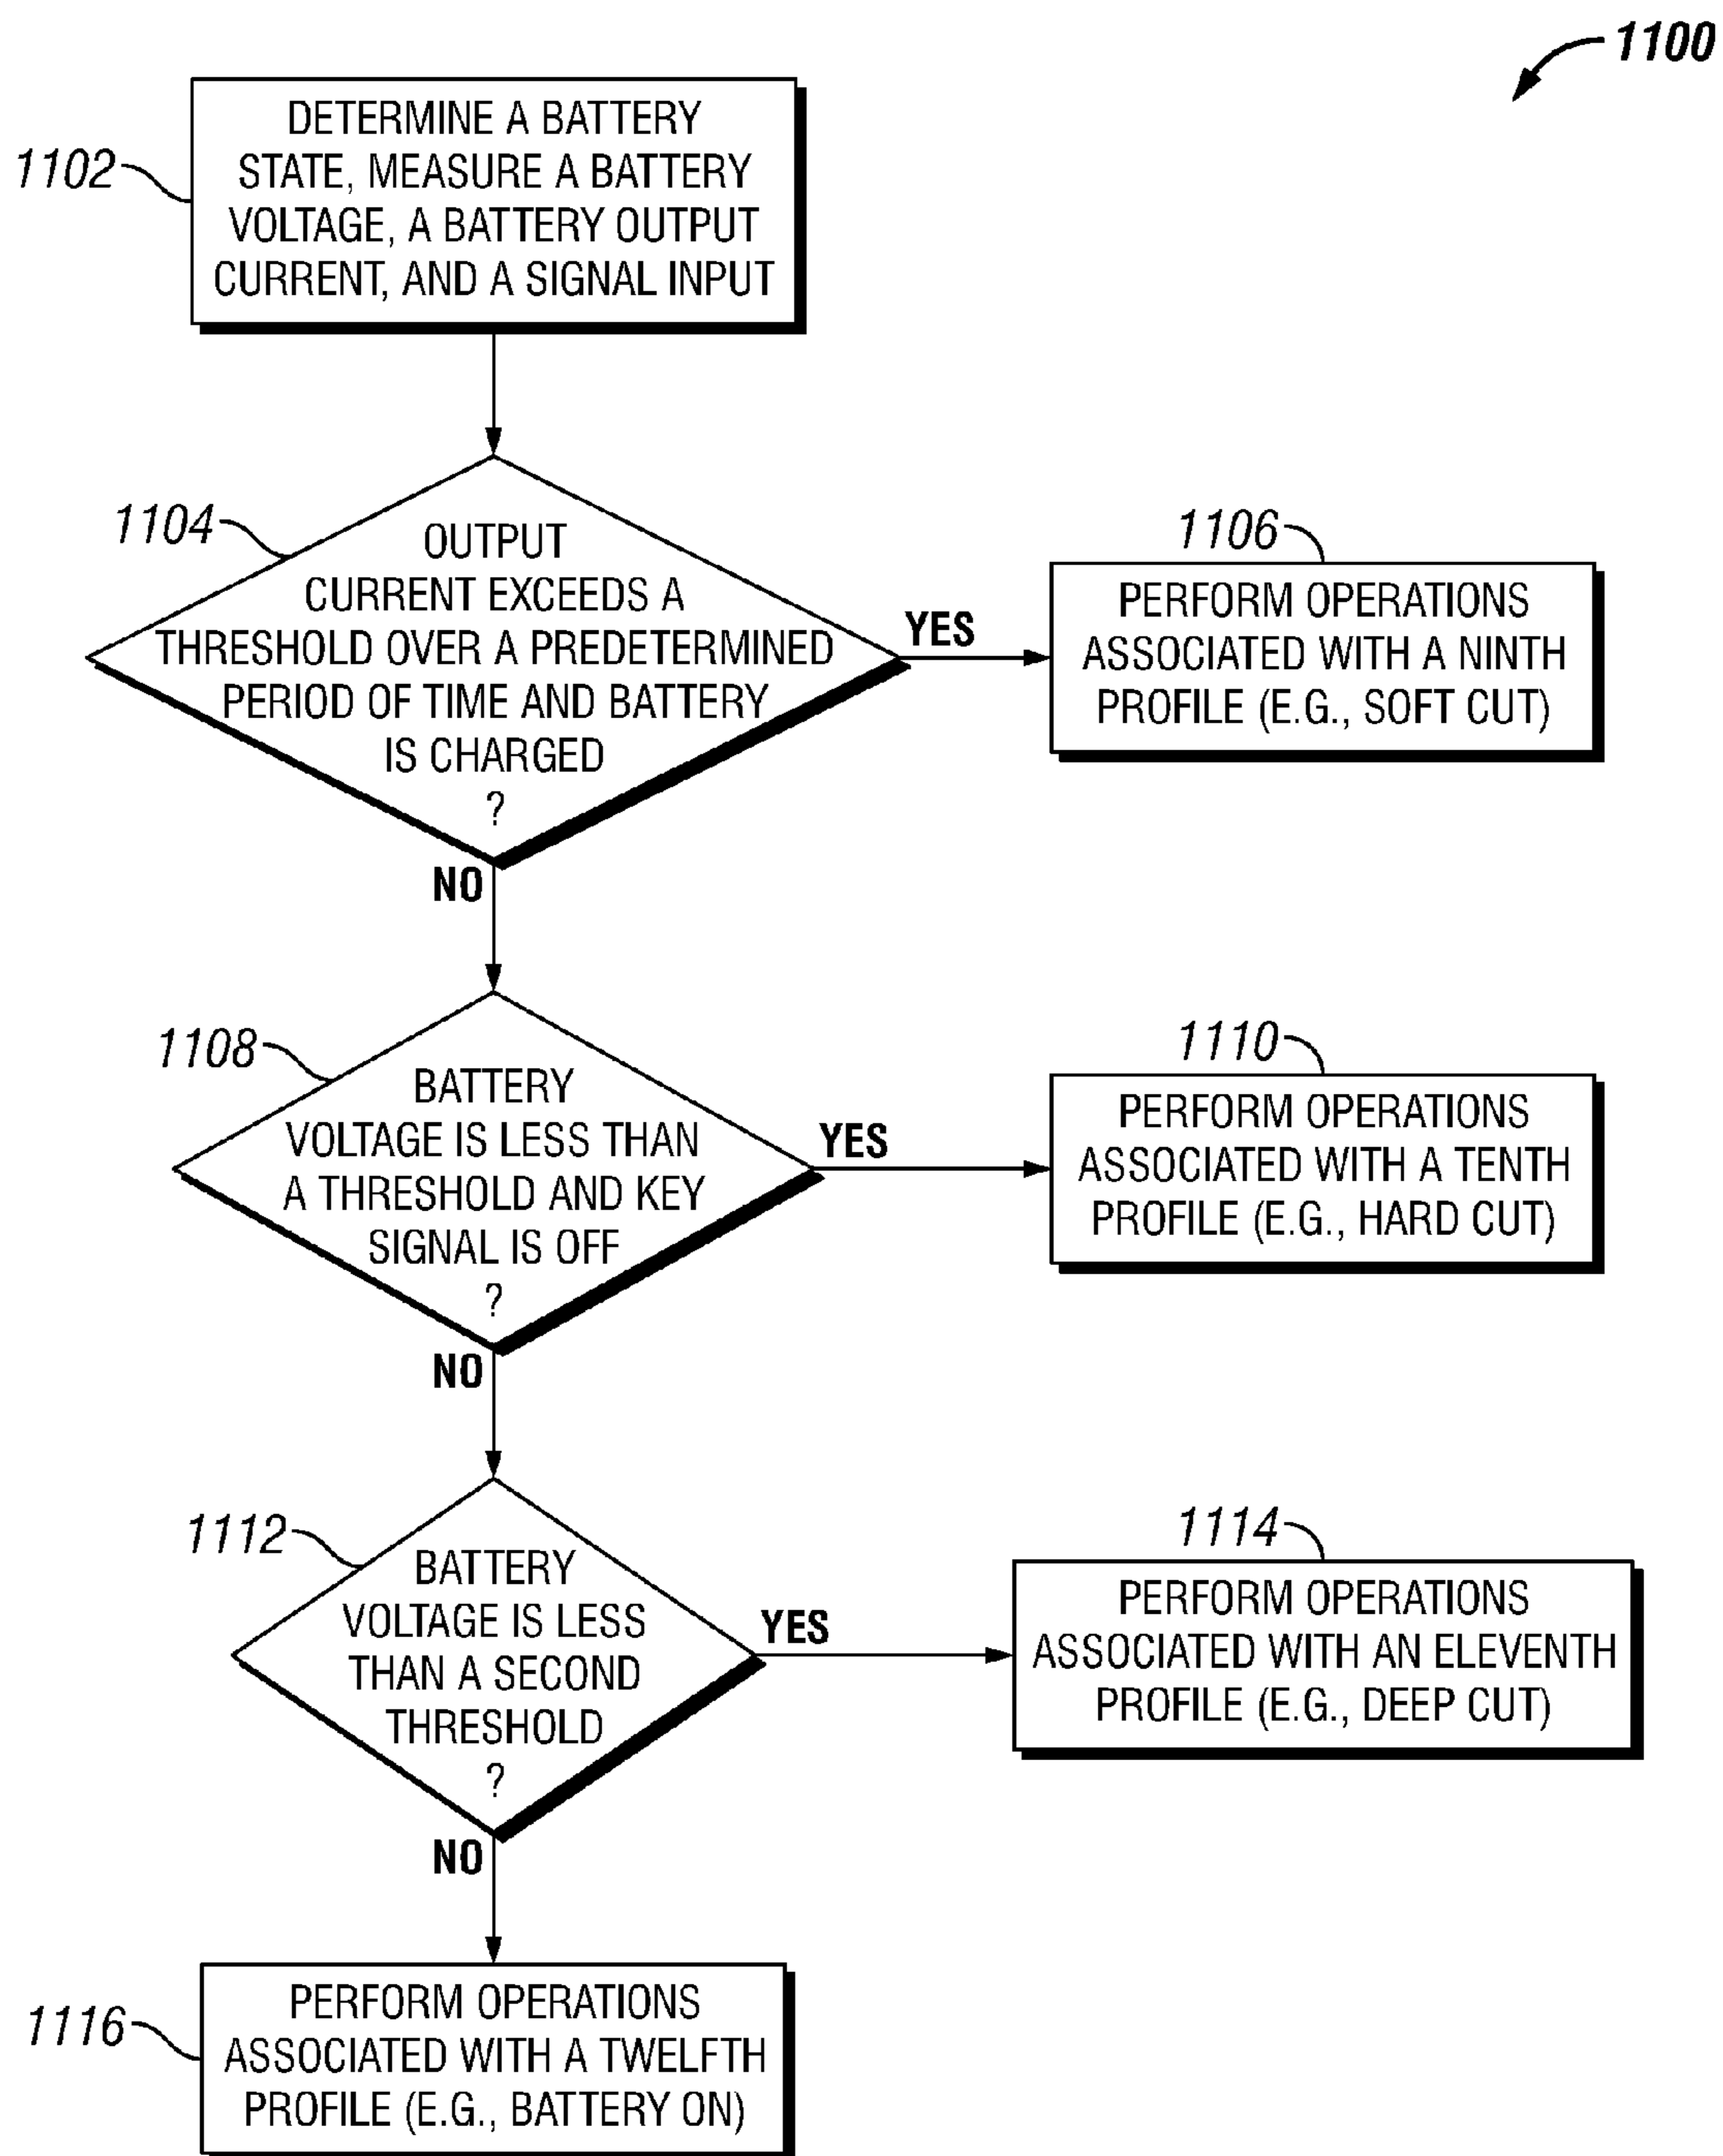 1100
1102
DETERMINE A BATTERY
STATE, MEASURE A BATTERY
VOLTAGE, A BATTERY OUTPUT
CURRENT, AND A SIGNAL INPUT
1104
OUTPUT
CURRENT EXCEEDS A
THRESHOLD OVER A PREDETERMINED
PERIOD OF TIME AND BATTERY
IS CHARGED
?
YES
NO
1106
PERFORM OPERATIONS
ASSOCIATED WITH A NINTH
PROFILE (E.G., SOFT CUT)
1108
BATTERY
VOLTAGE IS LESS THAN
A THRESHOLD AND KEY
SIGNAL IS OFF
?
YES
NO
1110
PERFORM OPERATIONS
ASSOCIATED WITH A TENTH
PROFILE (E.G., HARD CUT)
1112
BATTERY
VOLTAGE IS LESS
THAN A SECOND
THRESHOLD
?
YES
NO
1114
PERFORM OPERATIONS
ASSOCIATED WITH AN ELEVENTH
PROFILE (E.G., DEEP CUT)
1116
PERFORM OPERATIONS
ASSOCIATED WITH A TWELFTH
PROFILE (E.G., BATTERY ON)